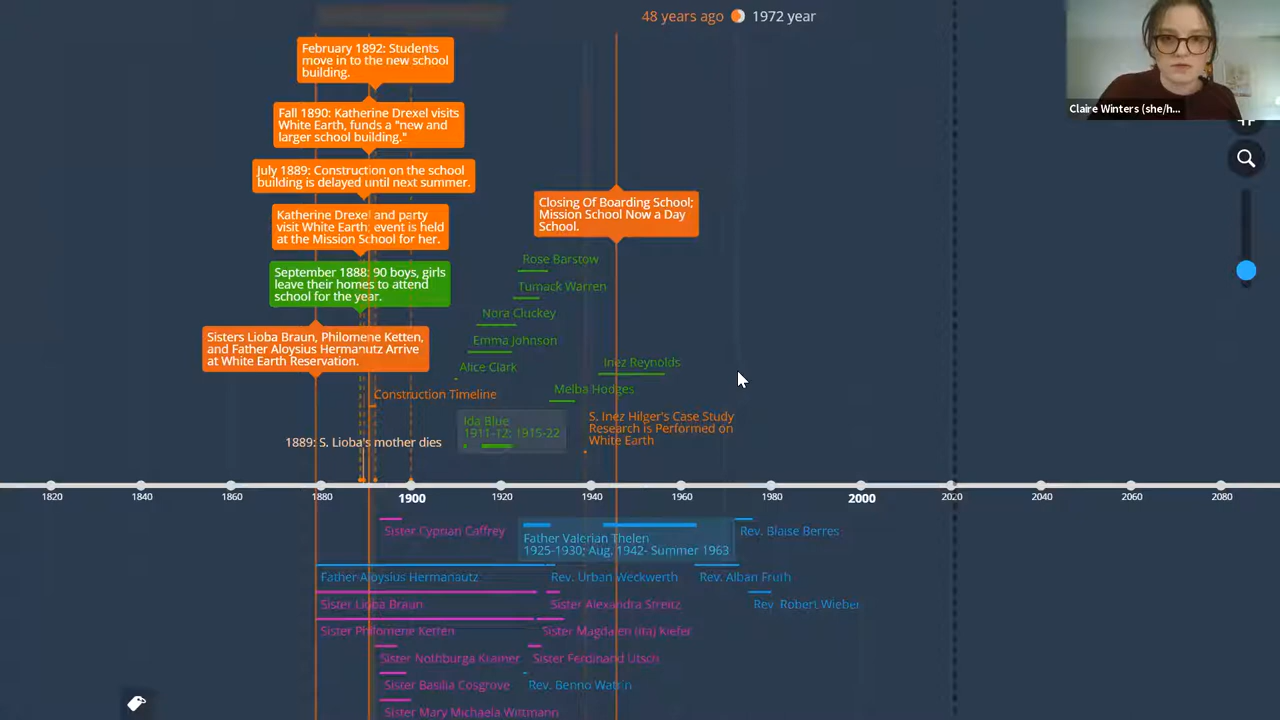 48 years ago 1972 year
Claire Winters (she/h...
February 1892: Students
move in to the new school
building.
Fall 1890: Katherine Drexel visits
White Earth, funds a "new and
larger school building."
July 1889: Construction on the school
building is delayed until next summer.
Katherine Drexel and party
visit White Earth; event is held
at the Mission School for her.
September 1888: 90 boys, girls
leave their homes to attend
school for the year.
Sisters Lioba Braun, Philomene Ketten,
and Father Aloysius Hermanutz Arrive
at White Earth Reservation.
Closing Of Boarding School;
Mission School Now a Day
School.
Rose Barstow
Tumack Warren
Nora Cluckey
Emma Johnson
Alice Clark
Inez Reynolds
Melba Hodges
Construction Timeline
Ida Blue
1911-12; 1915-22
S. Inez Hilger's Case Study
Research is Performed on
White Earth
1889: S. Lioba's mother dies
1820 1840 1860 1880 1900 1920 1940 1960 1980 2000 2020 2040 2060 2080
Sister Cyprian Caffrey
Father Valerian Thelen
1925-1930; Aug. 1942- Summer 1963
Rev. Blaise Berres
Father Aloysius Hermanautz
Rev. Urban Weckwerth
Rev. Alban Fruth
Sister Lioba Braun
Sister Alexandra Streitz
Rev. Robert Wieber
Sister Philomene Ketten
Sister Magdalen (Ita) Kiefer
Sister Nothburga Kramer
Sister Ferdinand Utsch
Sister Basilia Cosgrove
Rev. Benno Watrin
Sister Mary Michaela Wittmann